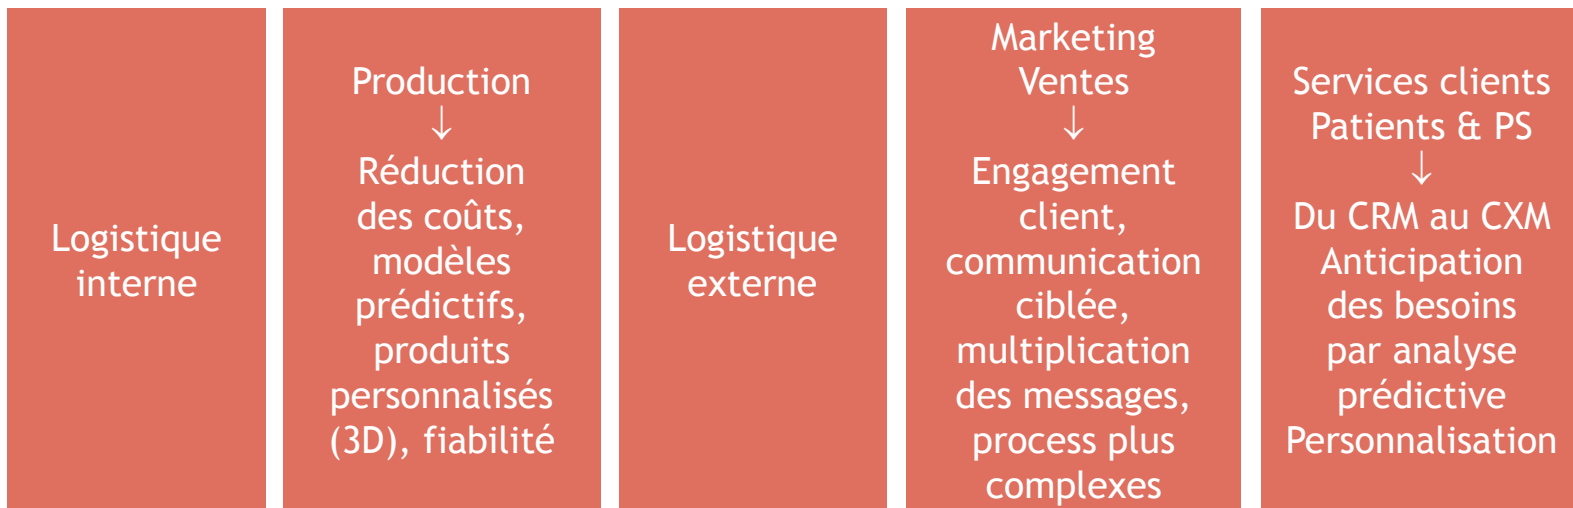 Logistique
interne
Production
↓
Réduction
des coûts,
modèles
prédictifs,
produits
personnalisés
(3D), fiabilité
Logistique
externe
Marketing
Ventes
↓
Engagement
client,
communication
ciblée,
multiplication
des messages,
process plus
complexes
Services clients
Patients & PS
↓
Du CRM au CXM
Anticipation
des besoins
par analyse
prédictive
Personnalisation